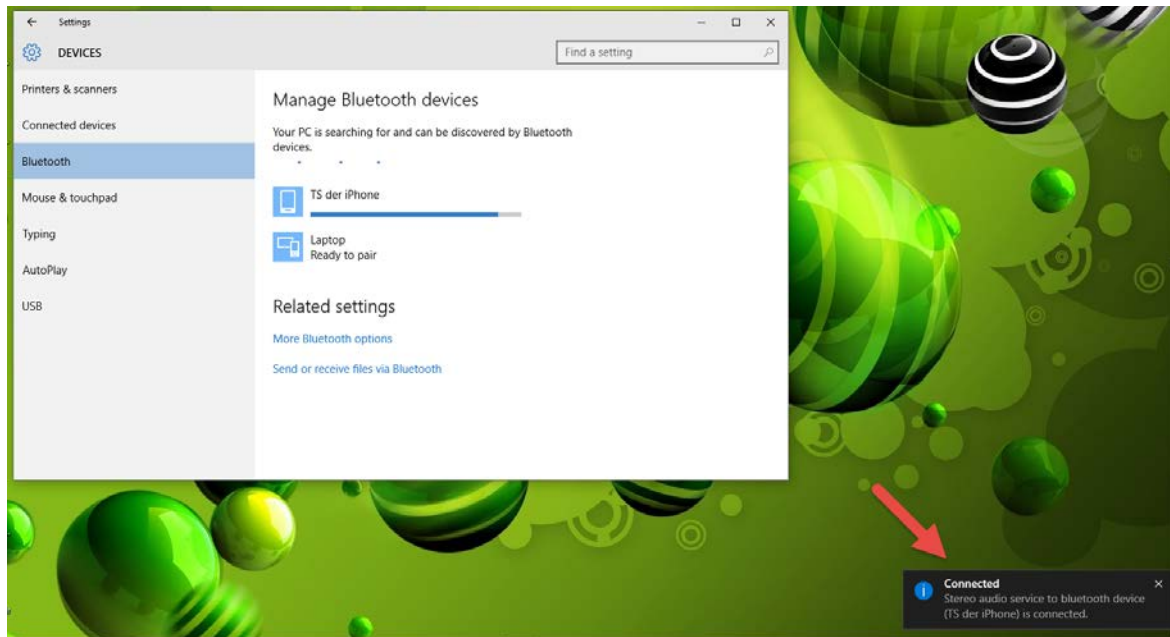 Settings
DEVICES
Find a setting
Printers & scanners
Connected devices
Bluetooth
Mouse & touchpad
Typing
AutoPlay
USB
Manage Bluetooth devices
Your PC is searching for and can be discovered by Bluetooth
devices.
TS der iPhone
Laptop
Ready to pair
Related settings
More Bluetooth options
Send or receive files via Bluetooth
Connected
Stereo audio service to bluetooth device
(TS der iPhone) is connected.